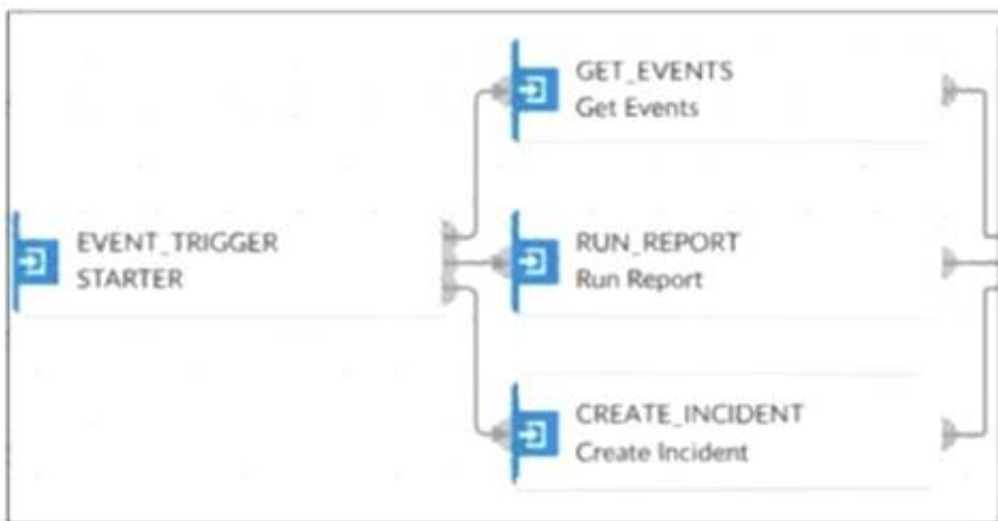 GET_EVENTS
Get Events
EVENT_TRIGGER
STARTER
RUN_REPORT
Run Report
CREATE_INCIDENT
Create Incident